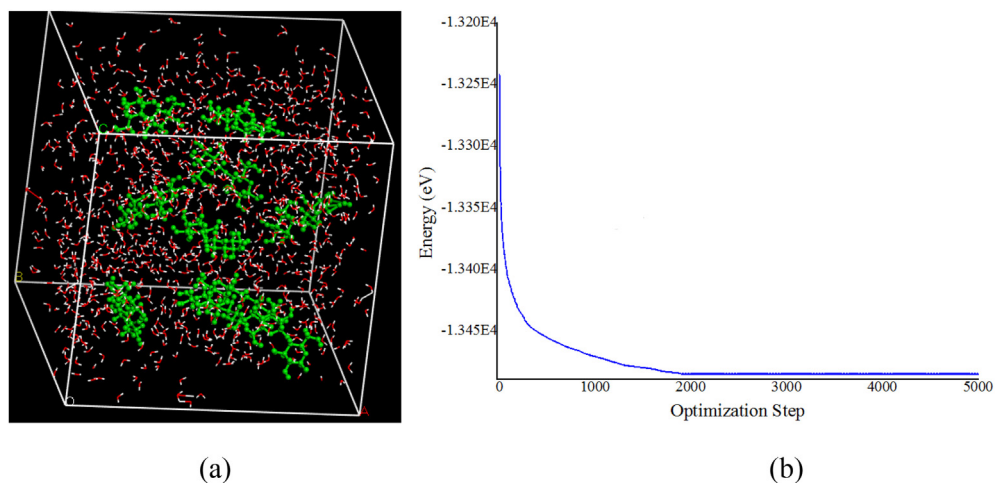 C
B
O
A
-1.320E4
-1.325E4
-1.330E4
-1.335E4
-1.340E4
-1.345E4
Energy (eV)
0 1000 2000 3000 4000 5000
Optimization Step
(a) (b)